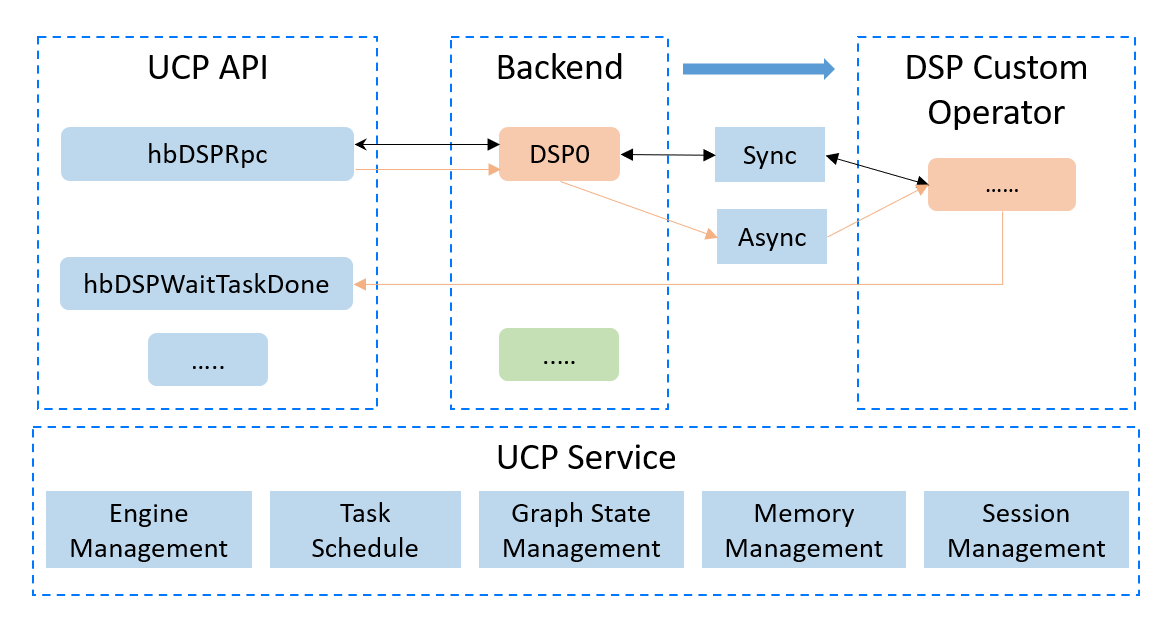 UCP API
Backend
DSP Custom
Operator
hbDSPRpc
DSP0
Sync
……
Async
hbDSPWaitTaskDone
…..
…..
UCP Service
Engine
Management
Task
Schedule
Graph State
Management
Memory
Management
Session
Management